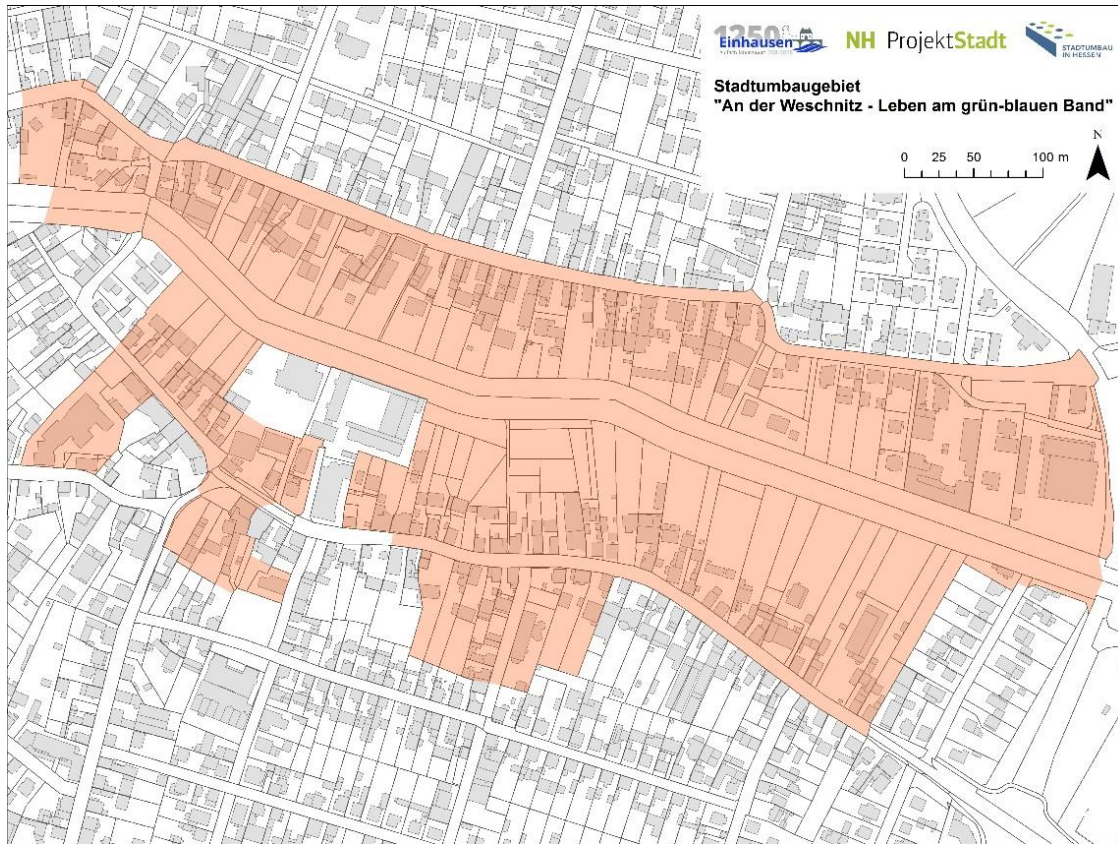 1250
Einhausen
NH ProjektStadt
STADTUMBAU
IN HESSEN
Stadtumbaugebiet
"An der Weschnitz - Leben am grün-blauen Band"
N
0 25 50 100 m